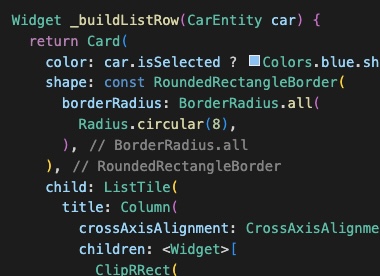 Widget _buildListRow(CarEntity car) {
  return Card(
    color: car.isSelected ? Colors.blue.sh
    shape: const RoundedRectangleBorder(
      borderRadius: BorderRadius.all(
        Radius.circular(8),
      ), // BorderRadius.all
    ), // RoundedRectangleBorder
    child: ListTile(
      title: Column(
        crossAxisAlignment: CrossAxisAlignme
        children: <Widget>[
          ClipRRect(